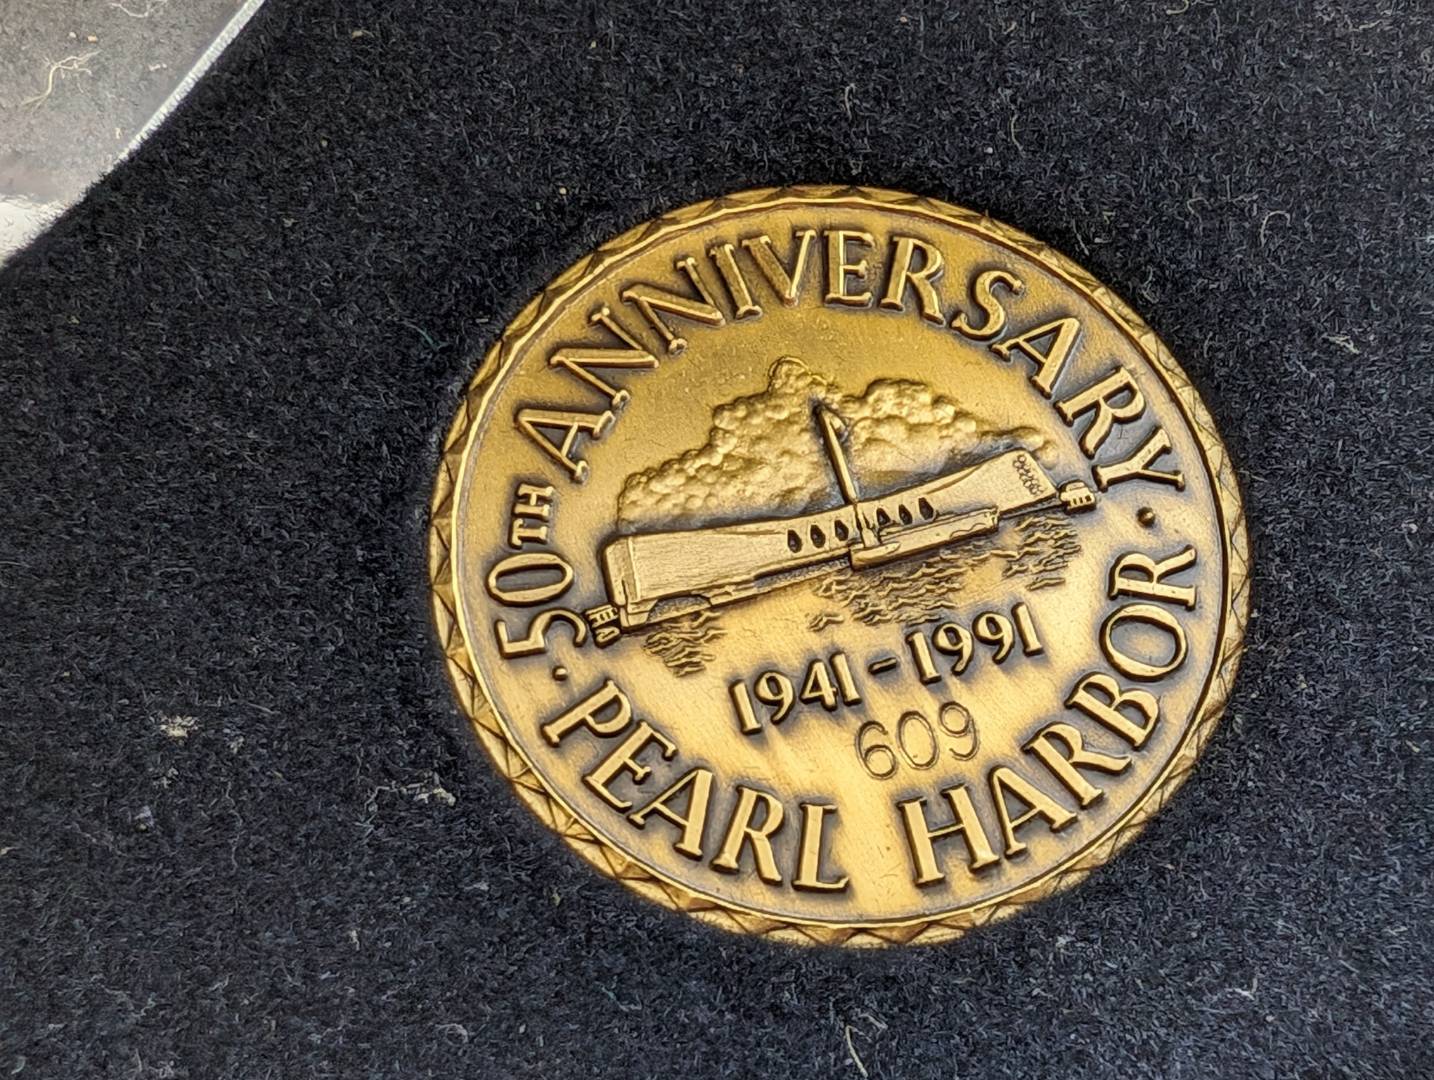 50TH ANNIVERSARY
1941-1991
609
PEARL HARBOR